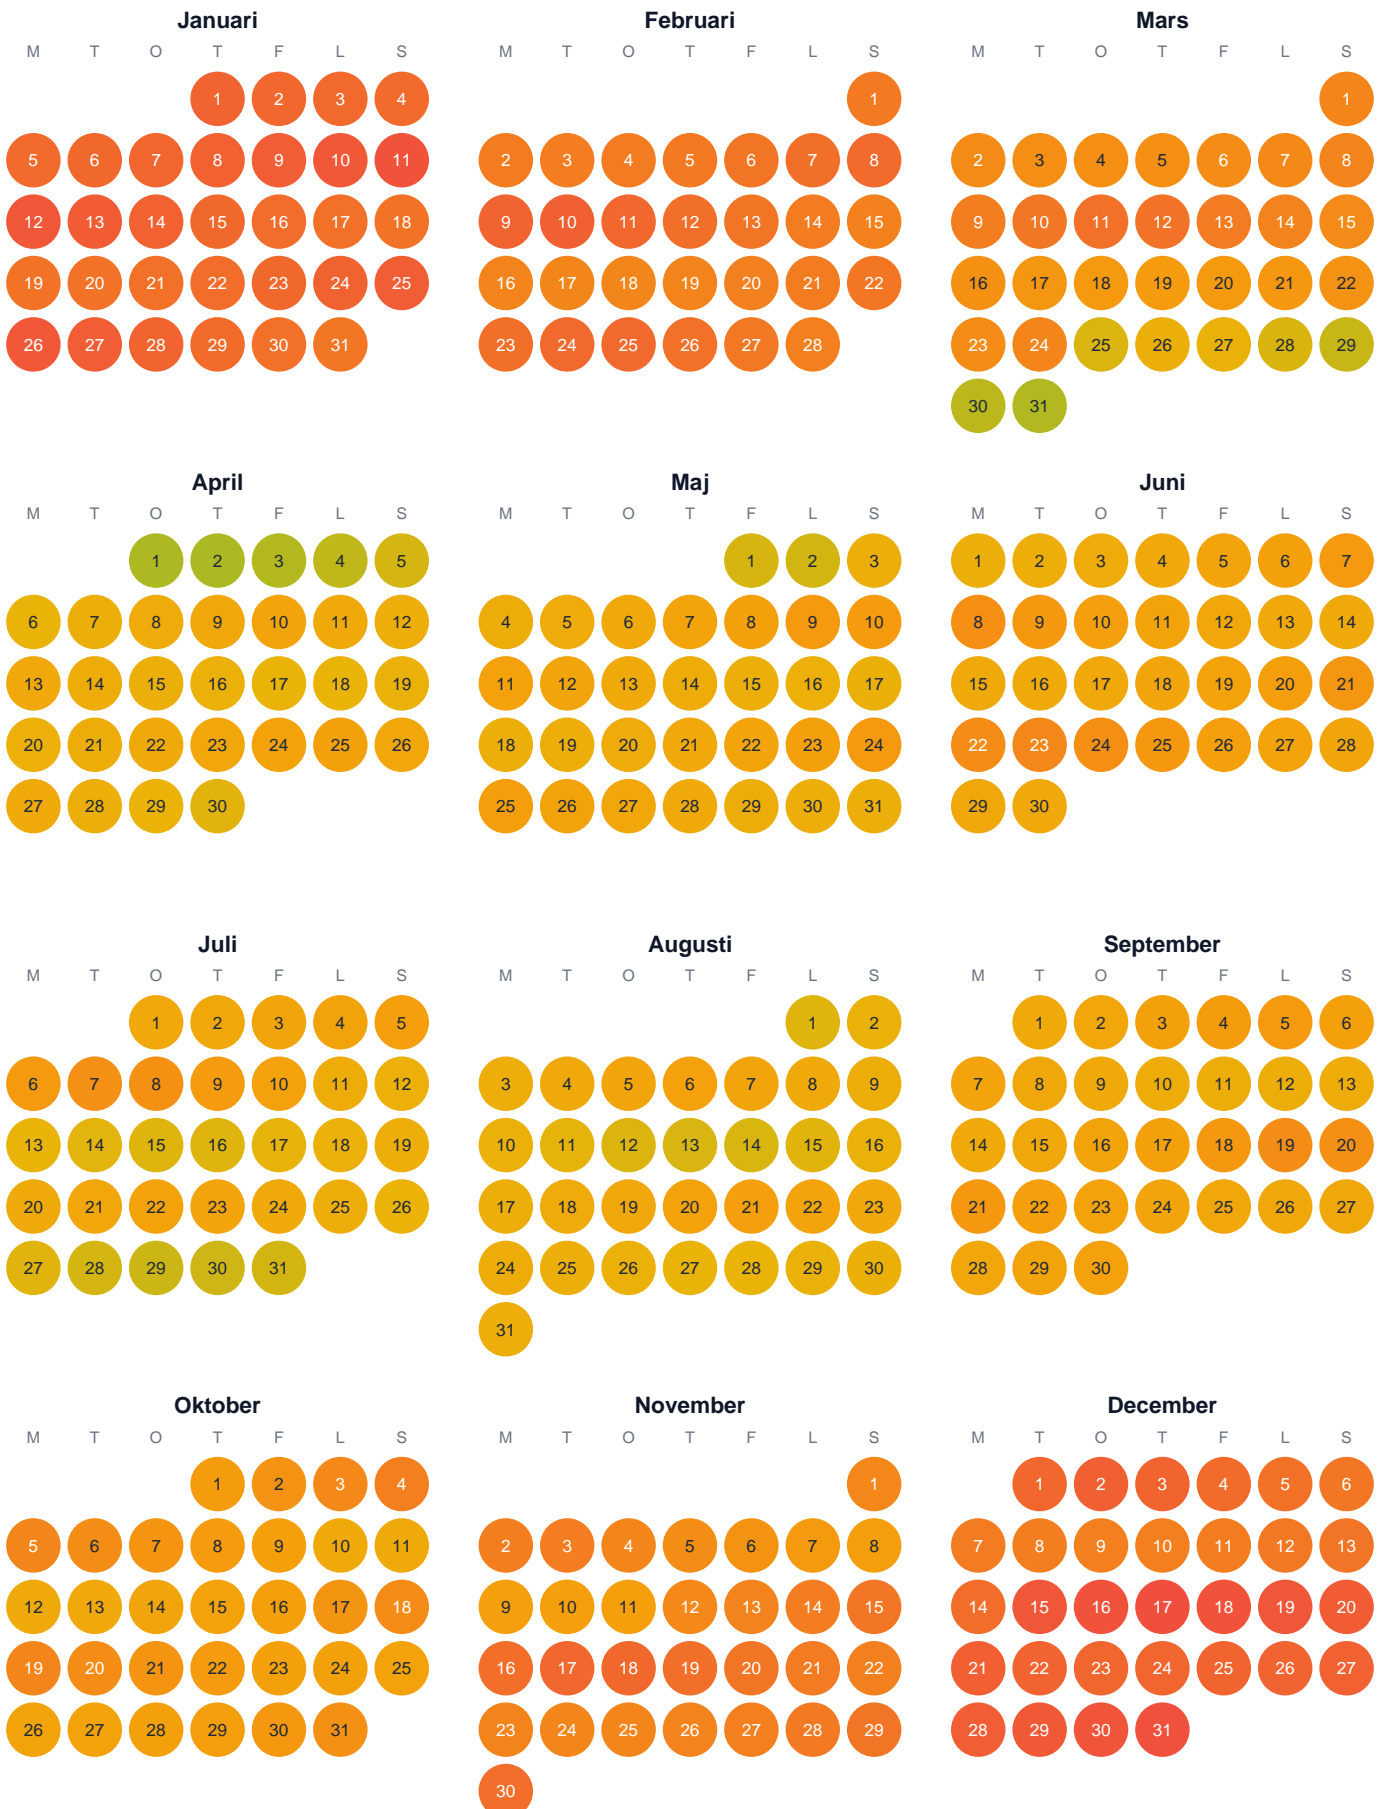 Januari
M T O T F L S
1 2 3 4
5 6 7 8 9 10 11
12 13 14 15 16 17 18
19 20 21 22 23 24 25
26 27 28 29 30 31
Februari
M T O T F L S
1
2 3 4 5 6 7 8
9 10 11 12 13 14 15
16 17 18 19 20 21 22
23 24 25 26 27 28
Mars
M T O T F L S
1
2 3 4 5 6 7 8
9 10 11 12 13 14 15
16 17 18 19 20 21 22
23 24 25 26 27 28 29
30 31
April
M T O T F L S
1 2 3 4 5
6 7 8 9 10 11 12
13 14 15 16 17 18 19
20 21 22 23 24 25 26
27 28 29 30
Maj
M T O T F L S
1 2 3
4 5 6 7 8 9 10
11 12 13 14 15 16 17
18 19 20 21 22 23 24
25 26 27 28 29 30 31
Juni
M T O T F L S
1 2 3 4 5 6 7
8 9 10 11 12 13 14
15 16 17 18 19 20 21
22 23 24 25 26 27 28
29 30
Juli
M T O T F L S
1 2 3 4 5
6 7 8 9 10 11 12
13 14 15 16 17 18 19
20 21 22 23 24 25 26
27 28 29 30 31
Augusti
M T O T F L S
1 2
3 4 5 6 7 8 9
10 11 12 13 14 15 16
17 18 19 20 21 22 23
24 25 26 27 28 29 30
31
September
M T O T F L S
1 2 3 4 5 6
7 8 9 10 11 12 13
14 15 16 17 18 19 20
21 22 23 24 25 26 27
28 29 30
Oktober
M T O T F L S
1 2 3 4
5 6 7 8 9 10 11
12 13 14 15 16 17 18
19 20 21 22 23 24 25
26 27 28 29 30 31
November
M T O T F L S
1
2 3 4 5 6 7 8
9 10 11 12 13 14 15
16 17 18 19 20 21 22
23 24 25 26 27 28 29
30
December
M T O T F L S
1 2 3 4 5 6
7 8 9 10 11 12 13
14 15 16 17 18 19 20
21 22 23 24 25 26 27
28 29 30 31